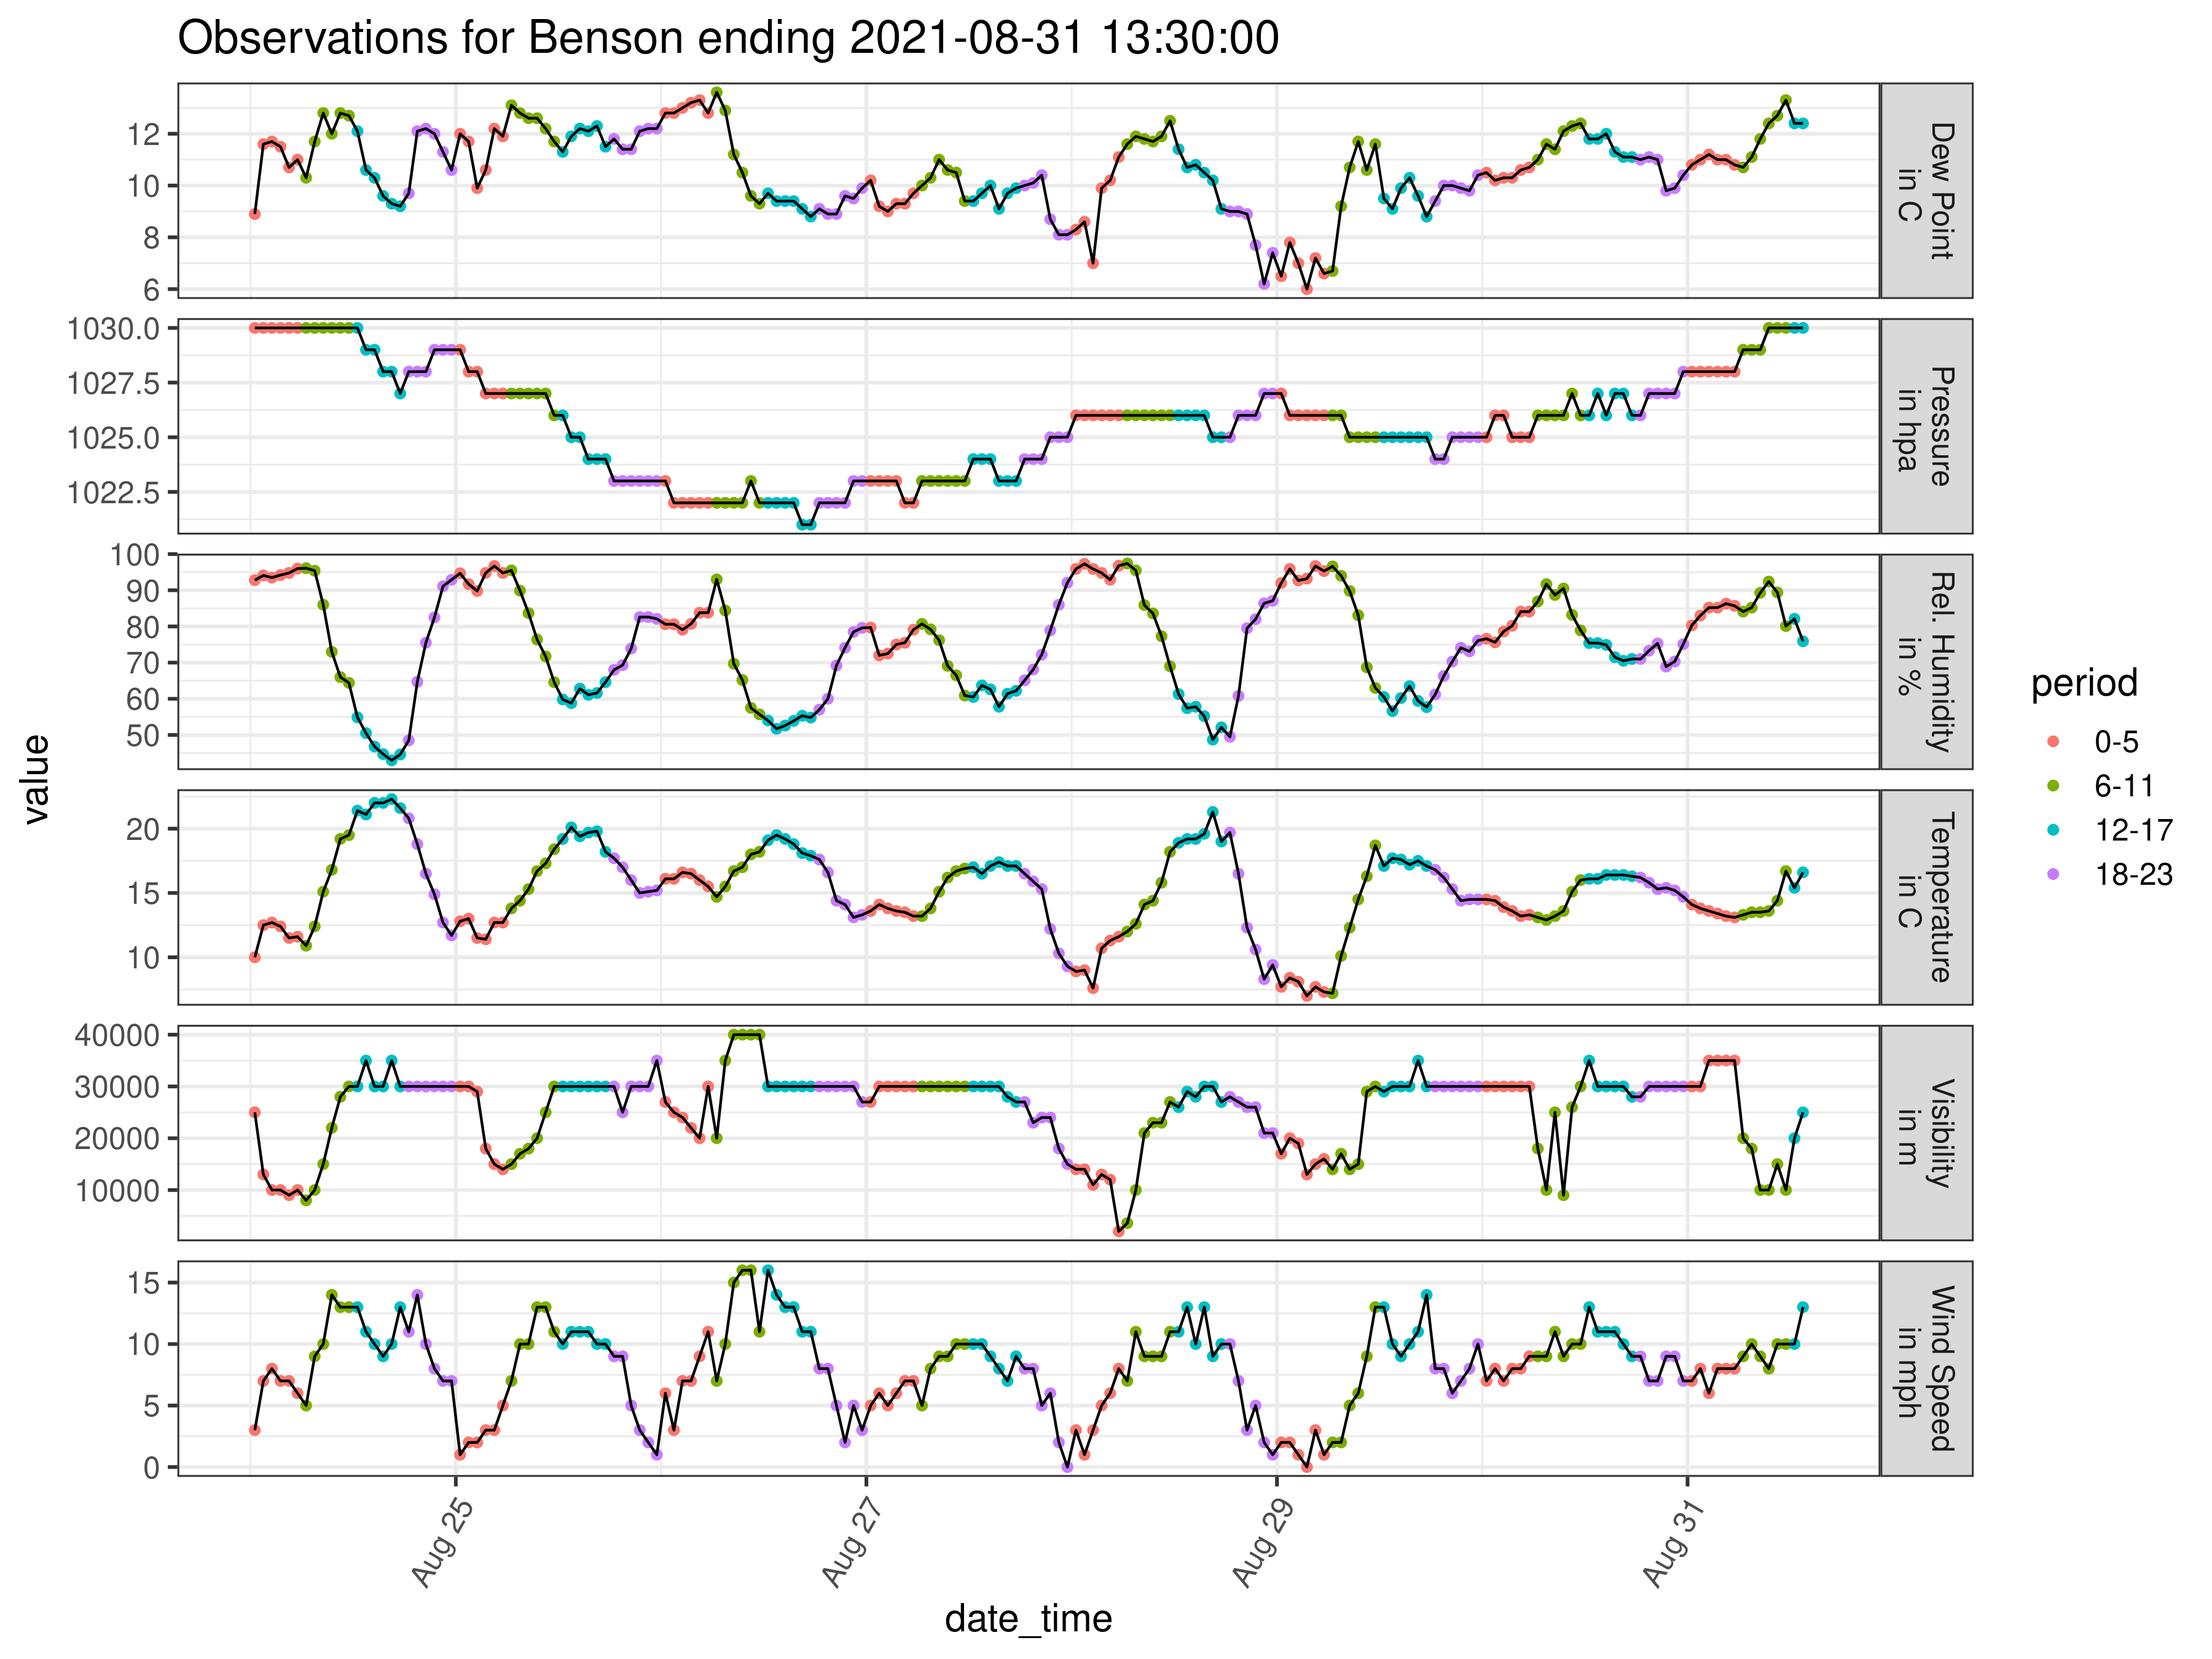 Observations for Benson ending 2021-08-31 13:30:00
12
10
8
6
Dew Point
in C
1030.0
1027.5
1025.0
1022.5
Pressure
in hpa
100
90
80
70
60
50
Rel. Humidity
in %
20
15
10
Temperature
in C
40000
30000
20000
10000
Visibility
in m
15
10
5
0
Wind Speed
in mph
value
Aug 25
Aug 27
Aug 29
Aug 31
date_time
period
0-5
6-11
12-17
18-23